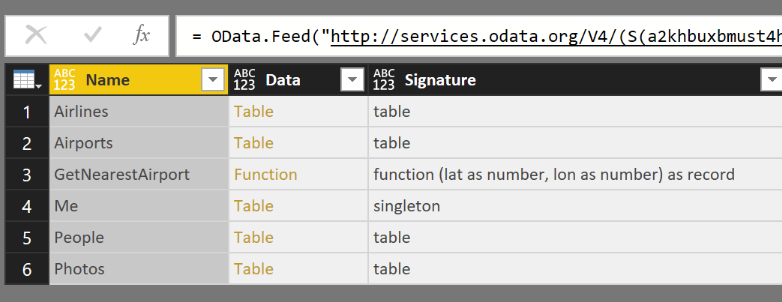 fx = OData.Feed("http://services.odata.org/V4/(S(a2khbuxbmust4h
ABC 123 Name ABC 123 Data ABC 123 Signature
1 Airlines Table table
2 Airports Table table
3 GetNearestAirport Function function (lat as number, lon as number) as record
4 Me Table singleton
5 People Table table
6 Photos Table table